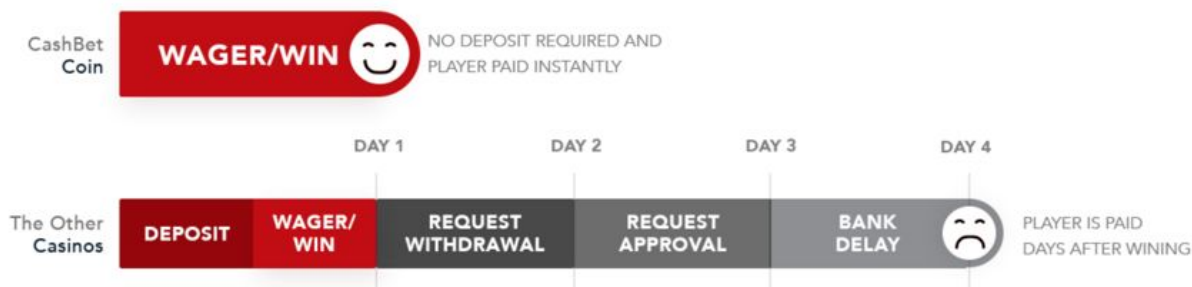 CashBet
Coin
WAGER/WIN
NO DEPOSIT REQUIRED AND
PLAYER PAID INSTANTLY
DAY 1
DAY 2
DAY 3
DAY 4
The Other
Casinos
DEPOSIT
WAGER/
WIN
REQUEST
WITHDRAWAL
REQUEST
APPROVAL
BANK
DELAY
PLAYER IS PAID
DAYS AFTER WINING